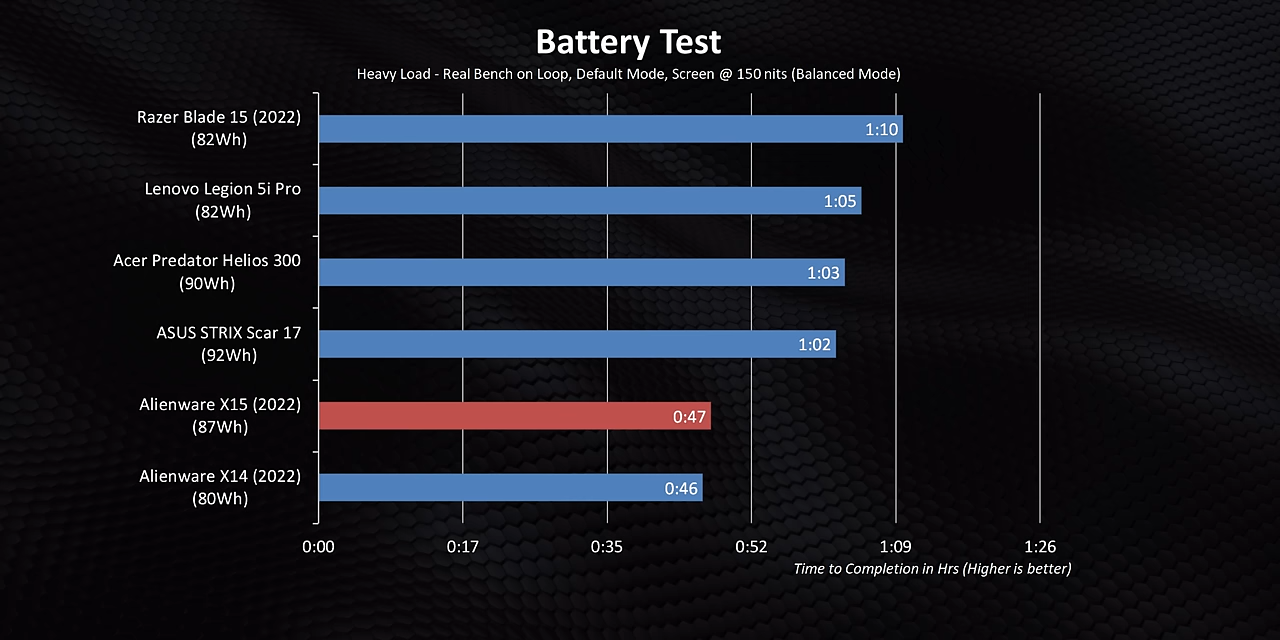 Battery Test
Heavy Load - Real Bench on Loop, Default Mode, Screen @ 150 nits (Balanced Mode)
Razer Blade 15 (2022)
(82Wh)
1:10
Lenovo Legion 5i Pro
(82Wh)
1:05
Acer Predator Helios 300
(90Wh)
1:03
ASUS STRIX Scar 17
(92Wh)
1:02
Alienware X15 (2022)
(87Wh)
0:47
Alienware X14 (2022)
(80Wh)
0:46
0:00 0:17 0:35 0:52 1:09 1:26
Time to Completion in Hrs (Higher is better)